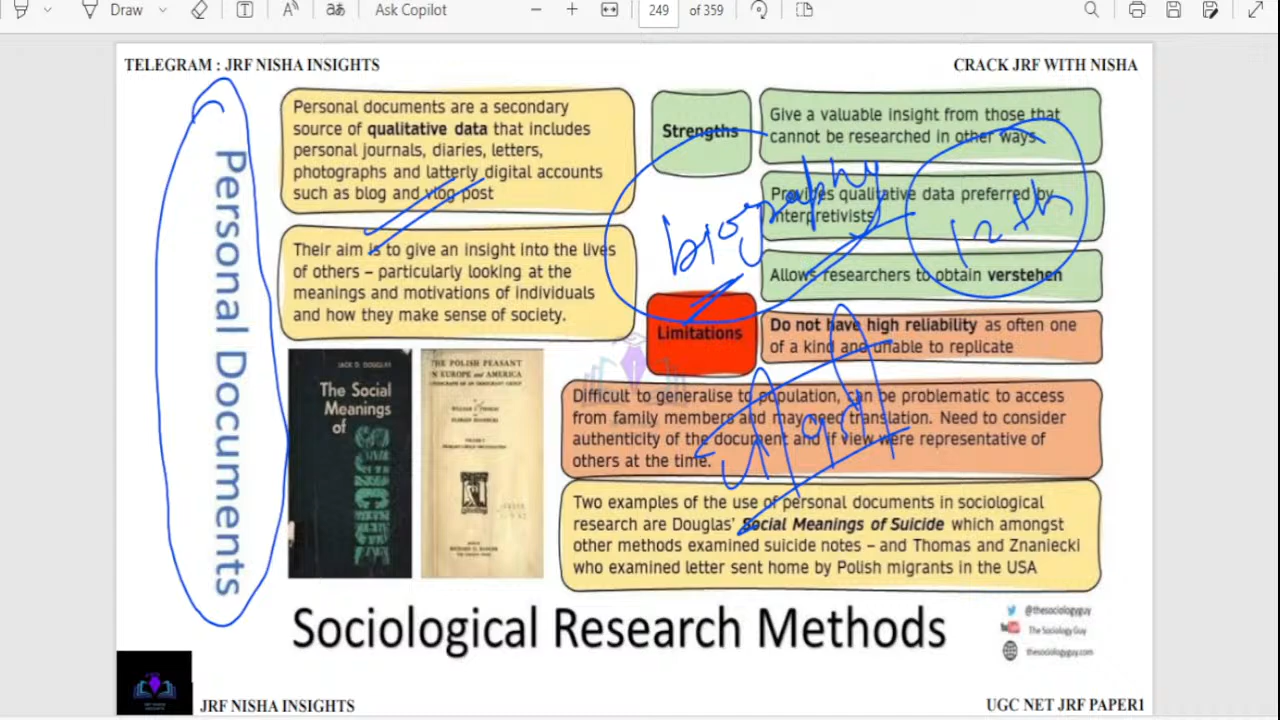 Draw
Ask Copilot
249 of 359
TELEGRAM : JRF NISHA INSIGHTS
CRACK JRF WITH NISHA
Personal Documents
Personal documents are a secondary
source of qualitative data that includes
personal journals, diaries, letters,
photographs and latterly digital accounts
such as blog and vlog post
Their aim is to give an insight into the lives
of others – particularly looking at the
meanings and motivations of individuals
and how they make sense of society.
Strengths
Give a valuable insight from those that
cannot be researched in other ways
Provides qualitative data preferred by
interpretivists
Allows researchers to obtain verstehen
biography
12th
Limitations
Do not have high reliability as often one
of a kind and unable to replicate
Difficult to generalise to population, can be problematic to access
from family members and may need translation. Need to consider
authenticity of the document and if view were representative of
others at the time.
Two examples of the use of personal documents in sociological
research are Douglas' Social Meanings of Suicide which amongst
other methods examined suicide notes – and Thomas and Znaniecki
who examined letter sent home by Polish migrants in the USA
JACK D. DOUGLAS
The Social
Meanings
of
SUICIDE
THE POLISH PEASANT
IN EUROPE and AMERICA
Sociological Research Methods
@thesociologyguy
The Sociology Guy
thesociologyguy.com
JRF NISHA INSIGHTS
UGC NET JRF PAPER1